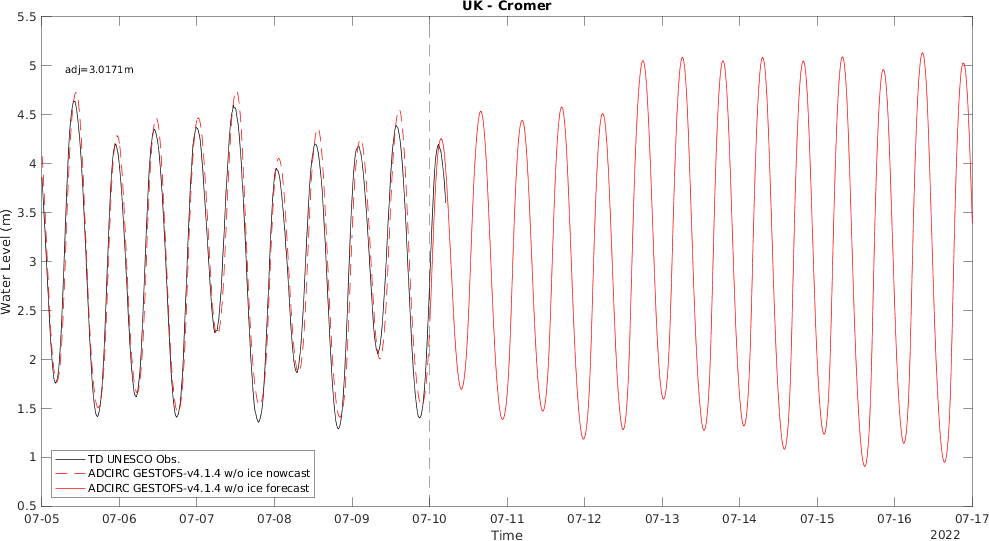 UK - Cromer
5.5
5
4.5
4
3.5
3
2.5
2
1.5
1
0.5
Water Level (m)
adj=3.0171m
TD UNESCO Obs.
ADCIRC GESTOFS-v4.1.4 w/o ice nowcast
ADCIRC GESTOFS-v4.1.4 w/o ice forecast
07-05 07-06 07-07 07-08 07-09 07-10 07-11 07-12 07-13 07-14 07-15 07-16 07-17
Time
2022